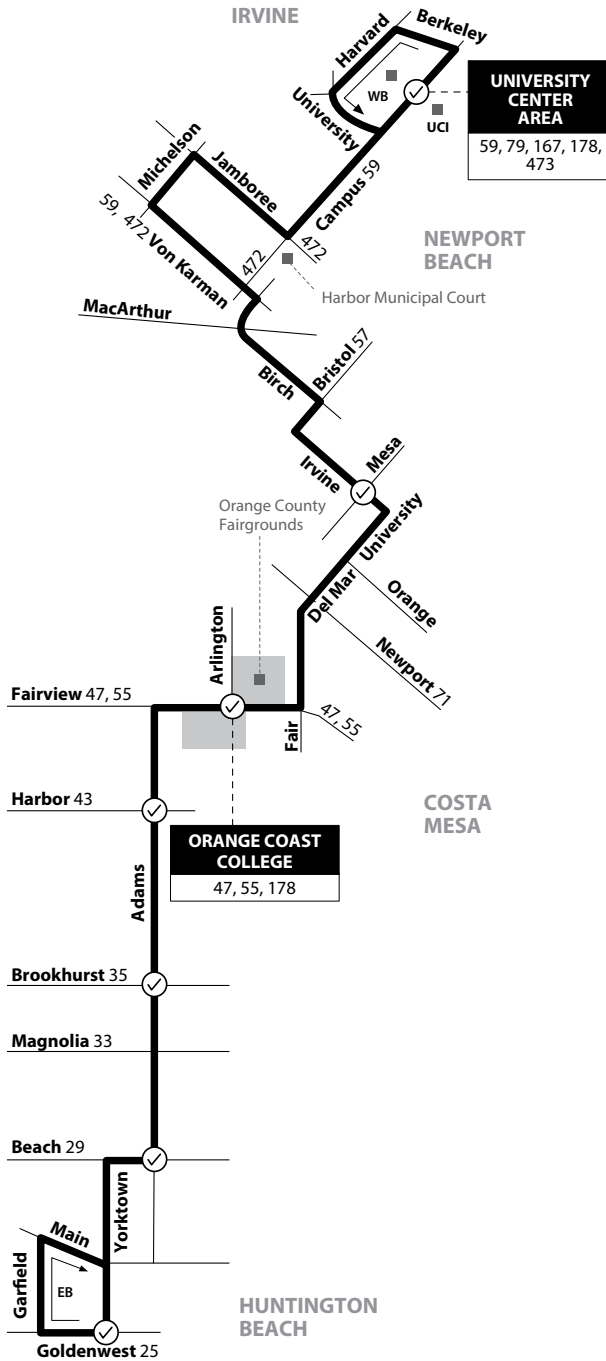 IRVINE
Berkeley
Harvard
WB
University
UCI
UNIVERSITY
CENTER
AREA
59, 79, 167, 178,
473
Michelson
Jamboree
Campus 59
59, 472
Von Karman
472
472
NEWPORT
BEACH
Harbor Municipal Court
MacArthur
Birch
Bristol 57
Irvine
Mesa
Orange County
Fairgrounds
University
Del Mar
Orange
Newport 71
Arlington
Fairview 47, 55
Fair
47, 55
Harbor 43
COSTA
MESA
ORANGE COAST
COLLEGE
47, 55, 178
Adams
Brookhurst 35
Magnolia 33
Beach 29
Yorktown
Main
Garfield
EB
HUNTINGTON
BEACH
Goldenwest 25